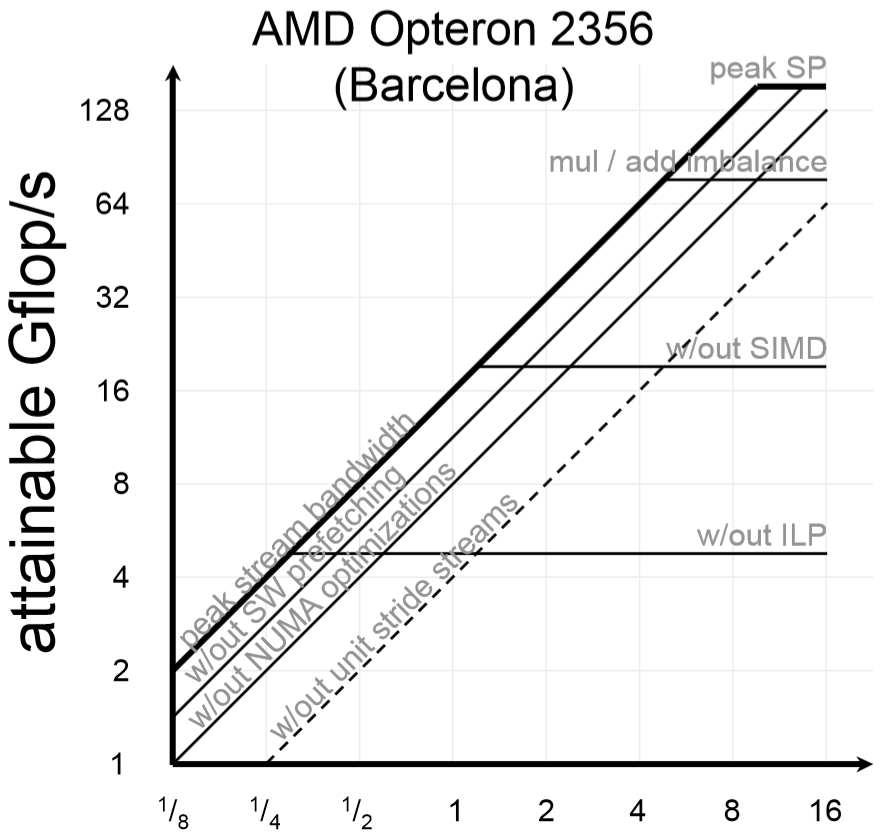 AMD Opteron 2356
(Barcelona)
attainable Gflop/s
128
64
32
16
8
4
2
1
peak SP
mul / add imbalance
w/out SIMD
w/out ILP
peak stream bandwidth
w/out SW prefetching
w/out NUMA optimizations
w/out unit stride streams
1/8
1/4
1/2
1
2
4
8
16